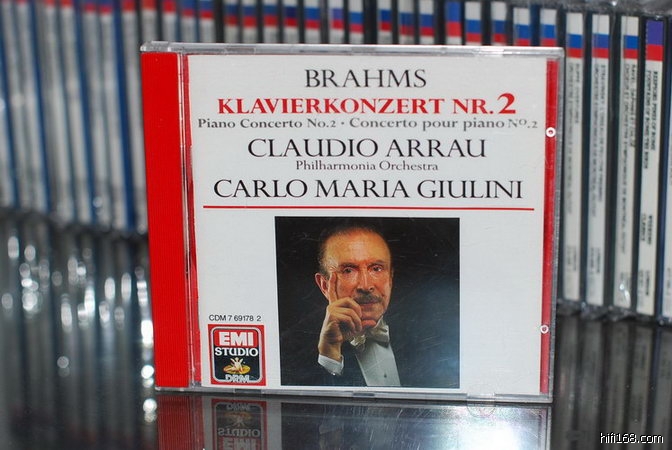 BRAHMS
KLAVIERKONZERT NR. 2
Piano Concerto No. 2 · Concerto pour piano No. 2
CLAUDIO ARRAU
Philharmonia Orchestra
CARLO MARIA GIULINI
CDM 7 69178 2
EMI
STUDIO
DRM
hifi168.com